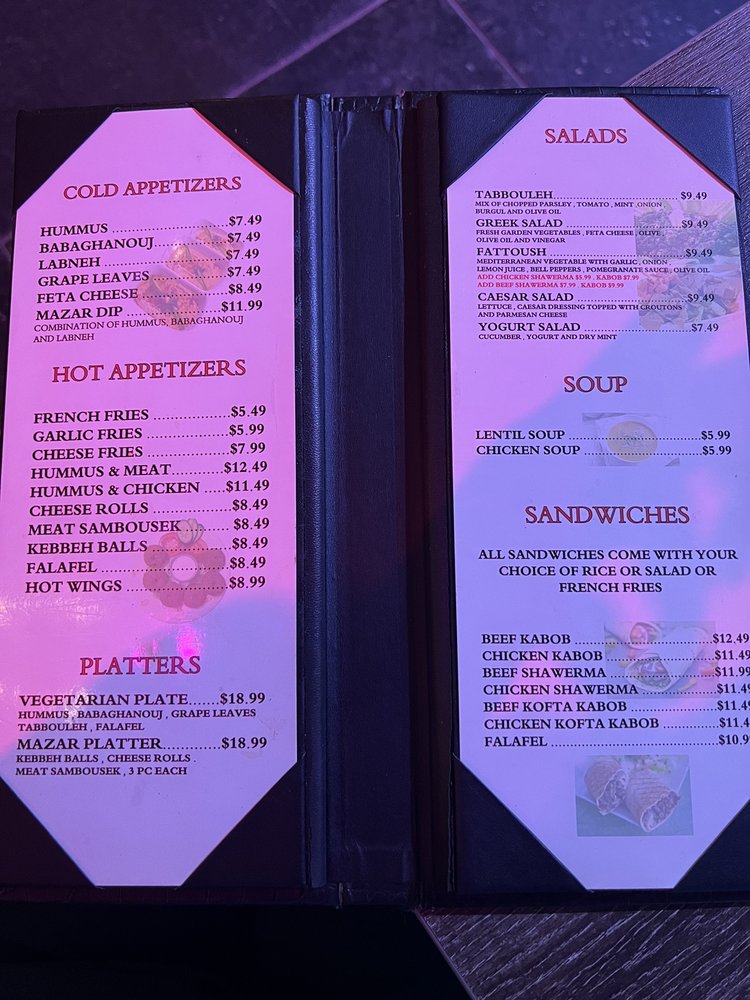 COLD APPETIZERS
HUMMUS ........................ $7.49
BABAGHANOUJ............... $7.49
LABNEH ......................... $7.49
GRAPE LEAVES................. $7.49
FETA CHEESE .................. $8.49
MAZAR DIP ..................... $11.99
COMBINATION OF HUMMUS, BABAGHANOUJ
AND LABNEH
HOT APPETIZERS
FRENCH FRIES .................$5.49
GARLIC FRIES ..................$5.99
CHEESE FRIES ..................$7.99
HUMMUS & MEAT............$12.49
HUMMUS & CHICKEN .....$11.49
CHEESE ROLLS .................$8.49
MEAT SAMBOUSEK........... $8.49
KEBBEH BALLS .................$8.49
FALAFEL ..........................$8.49
HOT WINGS .....................$8.99
PLATTERS
VEGETARIAN PLATE......$18.99
HUMMUS , BABAGHANOUJ , GRAPE LEAVES
TABBOULEH , FALAFEL
MAZAR PLATTER...........$18.99
KEBBEH BALLS , CHEESE ROLLS .
MEAT SAMBOUSEK , 3 PC EACH
SALADS
TABBOULEH............................ $9.49
MIX OF CHOPPED PARSLEY , TOMATO , MINT ,ONION
BURGUL AND OLIVE OIL
GREEK SALAD ..........................$9.49
FRESH GARDEN VEGETABLES , FETA CHEESE , OLIVE
OLIVE OIL AND VINEGAR
FATTOUSH ..............................$9.49
MEDITERRANEAN VEGETABLE WITH GARLIC , ONION
LEMON JUICE , BELL PEPPERS , POMEGRANATE SAUCE , OLIVE OIL
ADD CHICKEN SHAWERMA $5.99 . KABOB $7.99
ADD BEEF SHAWERMA $7.99 . KABOB $9.99
CAESAR SALAD ........................$9.49
LETTUCE , CAESAR DRESSING TOPPED WITH CROUTONS
AND PARMESAN CHEESE
YOGURT SALAD .......................$7.49
CUCUMBER , YOGURT AND DRY MINT
SOUP
LENTIL SOUP ............................$5.99
CHICKEN SOUP .........................$5.99
SANDWICHES
ALL SANDWICHES COME WITH YOUR
CHOICE OF RICE OR SALAD OR
FRENCH FRIES
BEEF KABOB .............................$12.49
CHICKEN KABOB ......................$11.49
BEEF SHAWERMA .....................$11.99
CHICKEN SHAWERMA ...............$11.4
BEEF KOFTA KABOB .................$11.4
CHICKEN KOFTA KABOB ...........$11.4
FALAFEL ..................................$10.9